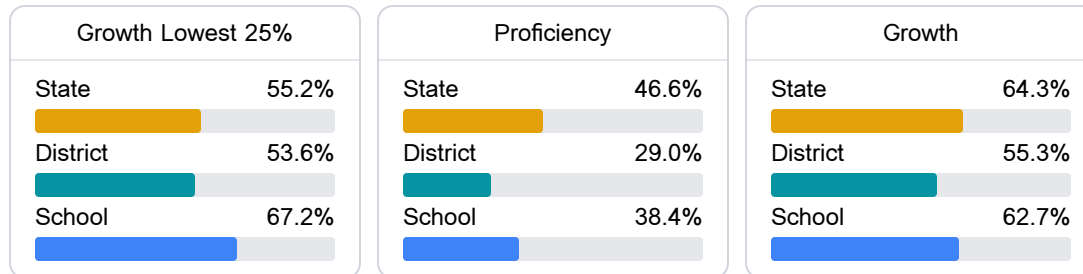 Growth Lowest 25%
State 55.2%
District 53.6%
School 67.2%
Proficiency
State 46.6%
District 29.0%
School 38.4%
Growth
State 64.3%
District 55.3%
School 62.7%